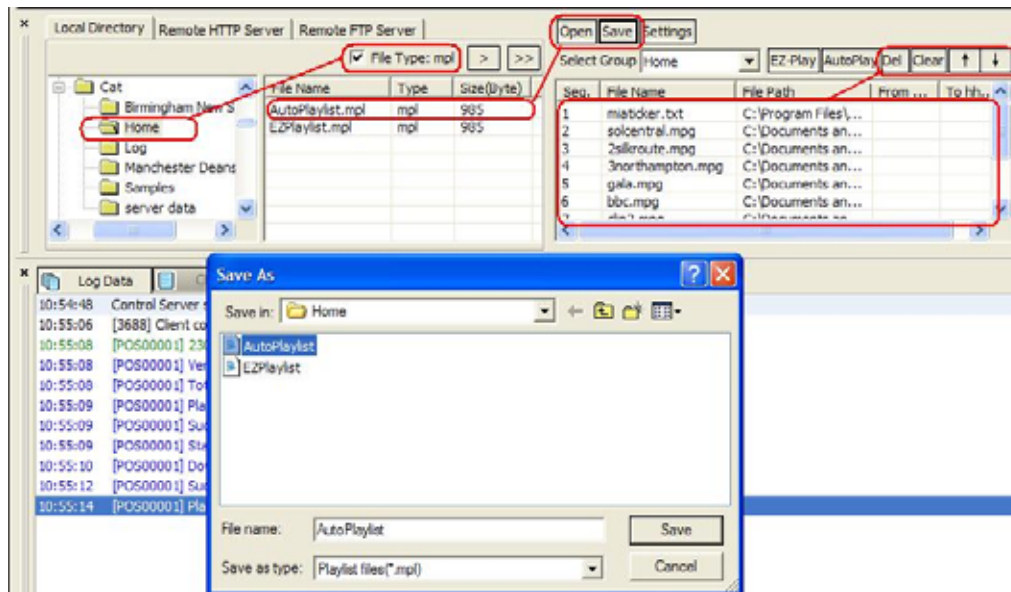 Local Directory Remote HTTP Server Remote FTP Server
File Type: mpl > >>
Cat
Birmingham New S
Home
Log
Manchester Deans
Samples
server data
File Name Type Size(Byte)
AutoPlaylist.mpl mpl 985
EZPlaylist.mpl mpl 985
Open Save Settings
Select Group Home EZ-Play AutoPlay Del Clear
Seq. File Name File Path From ... To hh...
1 miaticker.txt C:\Program Files\...
2 solcentral.mpg C:\Documents an...
3 2silkroute.mpg C:\Documents an...
4 3northampton.mpg C:\Documents an...
5 gala.mpg C:\Documents an...
6 bbc.mpg C:\Documents an...
Log Data
10:54:48 Control Server
10:55:06 [3688] Client co
10:55:08 [POS00001] 230
10:55:08 [POS00001] Ver
10:55:08 [POS00001] Tot
10:55:09 [POS00001] Pla
10:55:09 [POS00001] Suc
10:55:09 [POS00001] Sta
10:55:10 [POS00001] Do
10:55:12 [POS00001] Suc
10:55:14 [POS00001] Pla
Save As
Save in: Home
AutoPlaylist
EZPlaylist
File name: AutoPlaylist Save
Save as type: Playlist files(*.mpl) Cancel